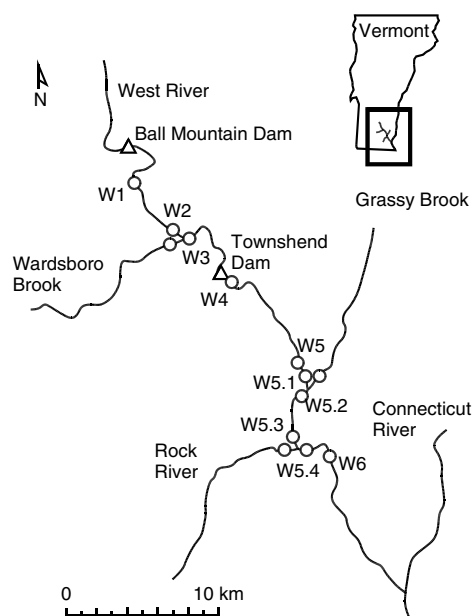 Vermont
N
West River
Ball Mountain Dam
W1
W2
Grassy Brook
W3
Townshend
Dam
Wardsboro
Brook
W4
W5
W5.1
W5.2
Connecticut
River
W5.3
Rock
River
W5.4
W6
0 10 km